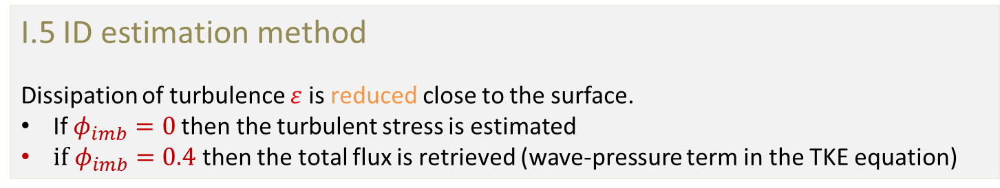 I.5 ID estimation method
Dissipation of turbulence ε is reduced close to the surface.
• If ϕ_imb = 0 then the turbulent stress is estimated
• if ϕ_imb = 0.4 then the total flux is retrieved (wave-pressure term in the TKE equation)